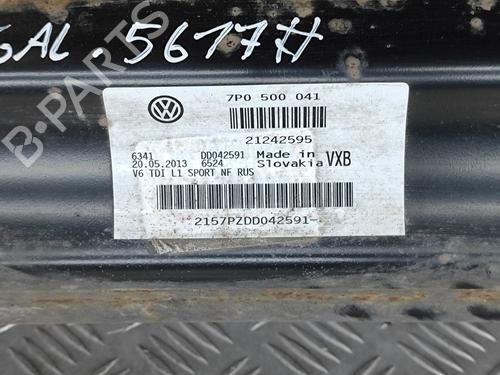 GAL. 5617H
7P0 500 041
21242595
6341 DD042591 Made in
20.05.2013 6524 Slovakia VXB
V6 TDI L1 SPORT NF RUS
2157PZDD042591-
B-PARTS